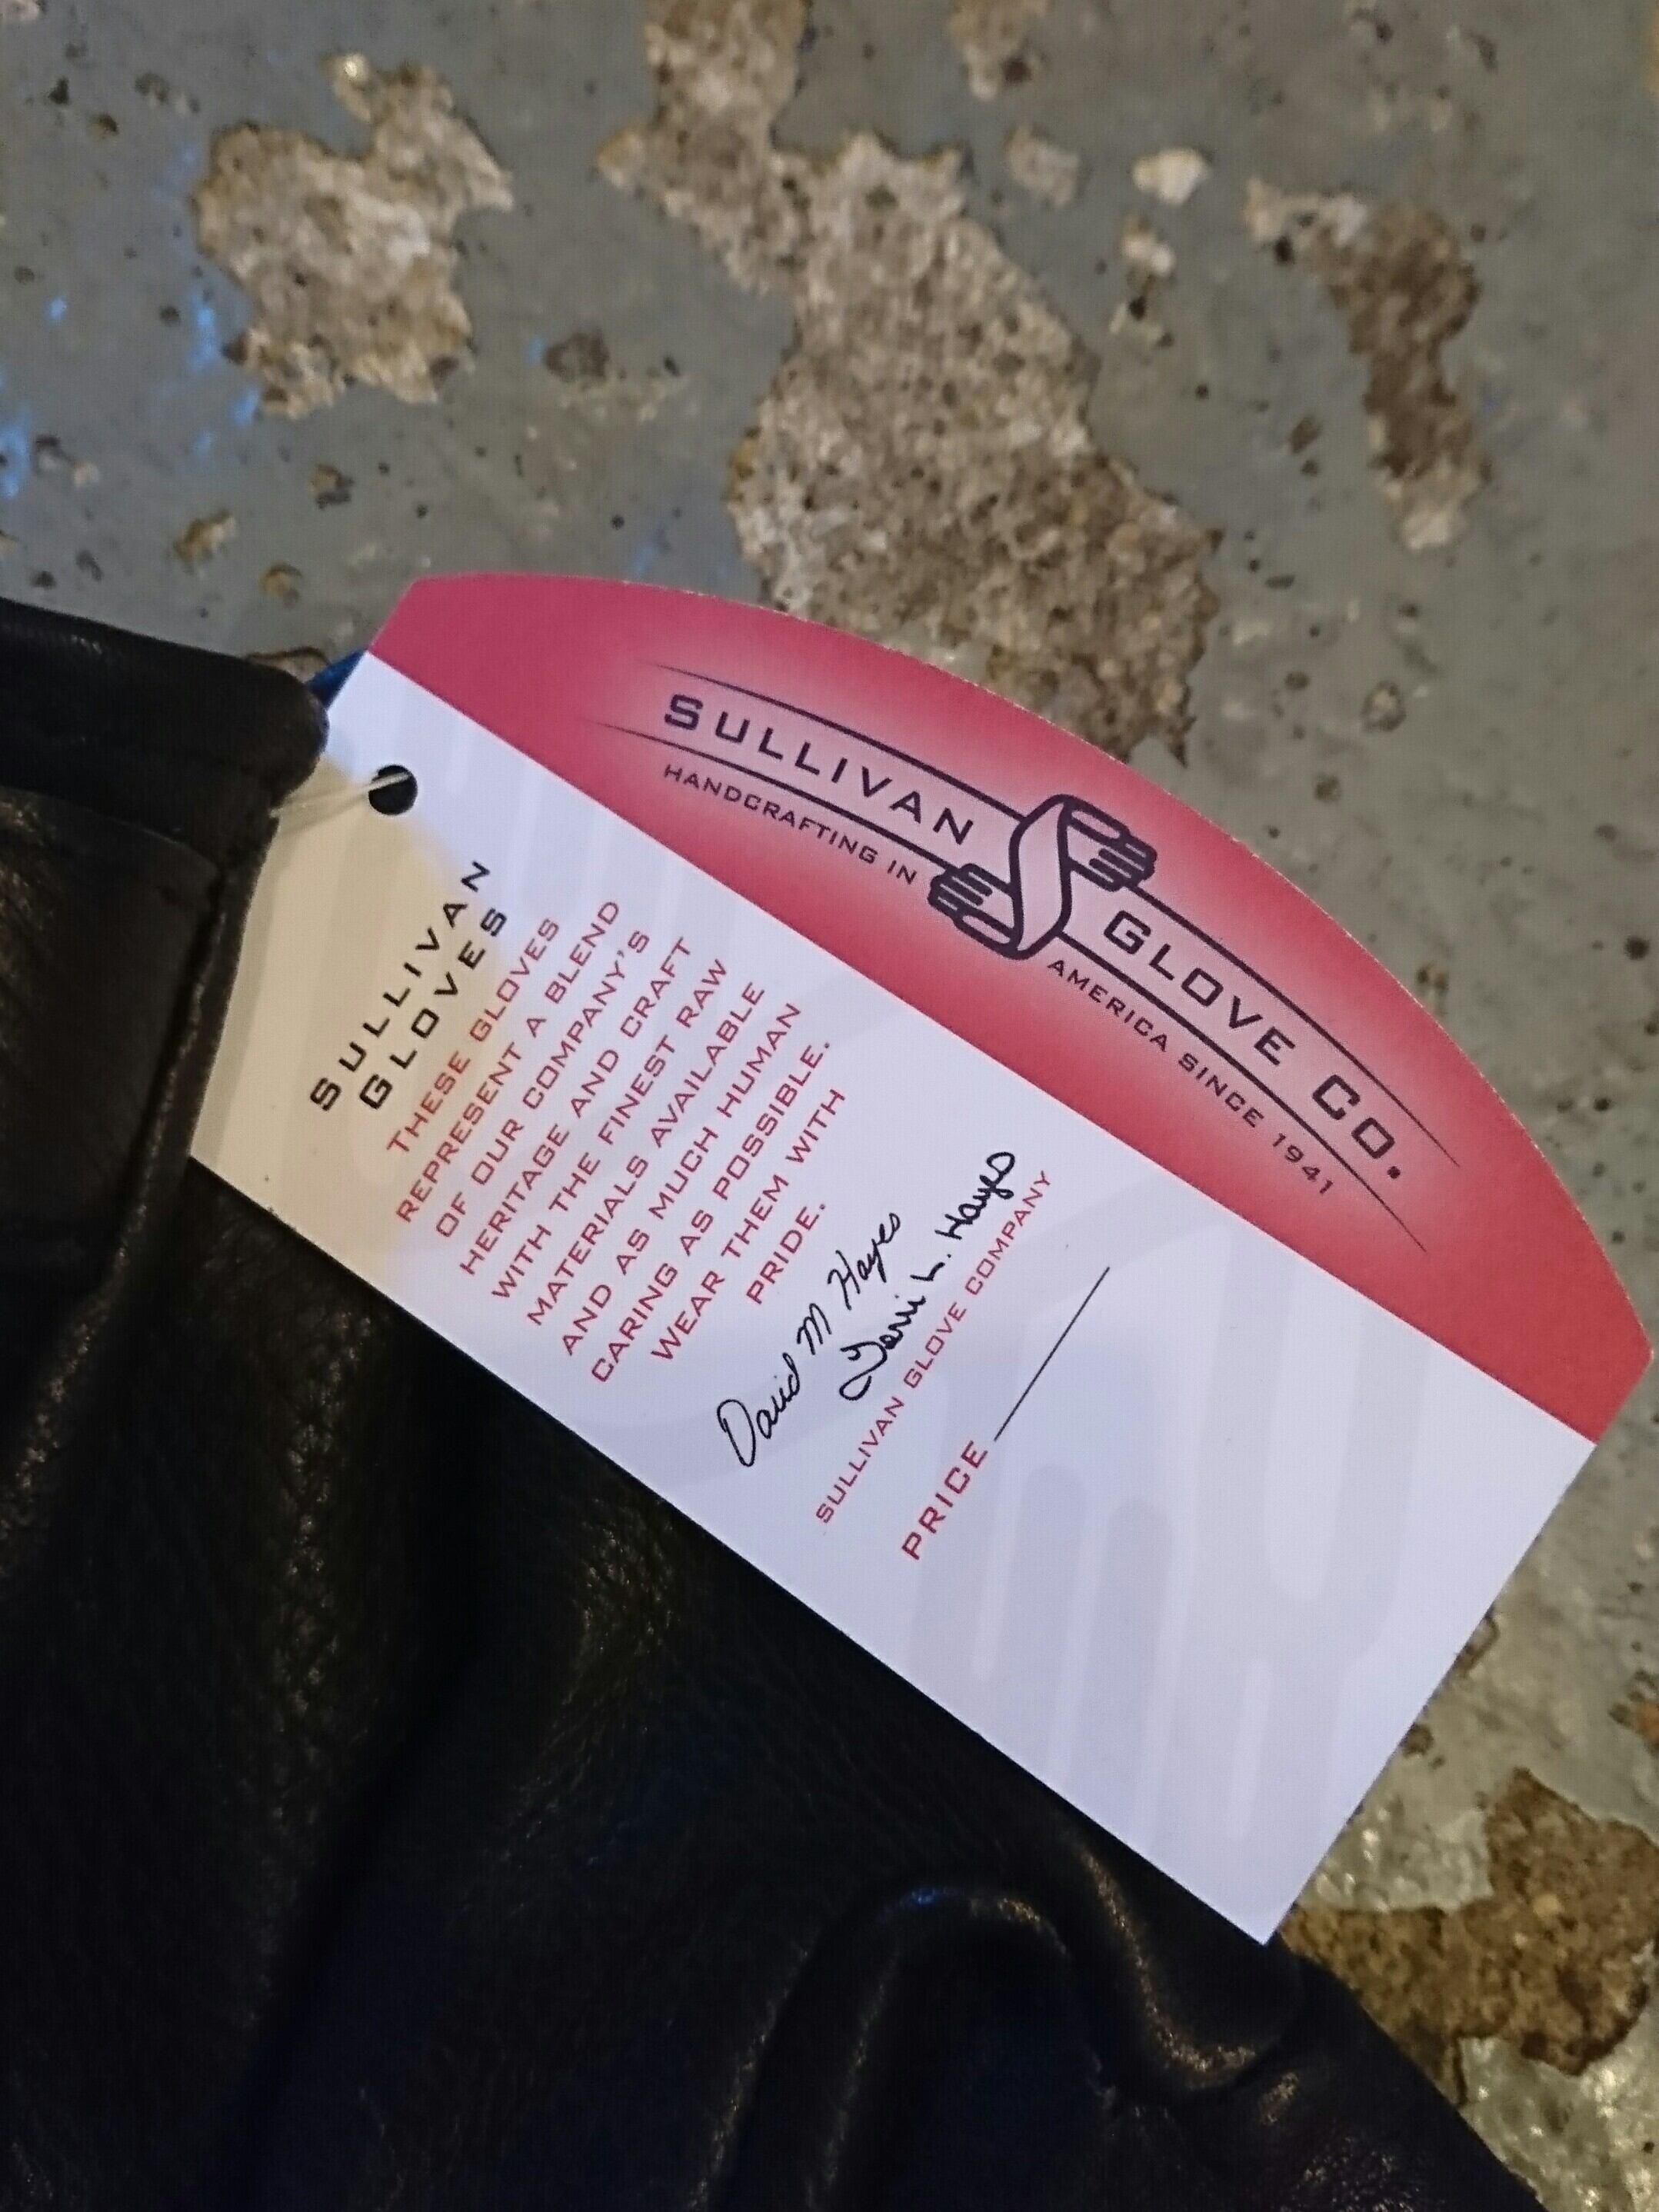 SULLIVAN GLOVE CO.
HANDCRAFTING IN AMERICA SINCE 1941
SULLIVAN
GLOVES
THESE GLOVES
REPRESENT A BLEND
OF OUR COMPANY'S
HERITAGE AND CRAFT
WITH THE FINEST RAW
MATERIALS AVAILABLE
AND AS MUCH HUMAN
CARING AS POSSIBLE.
WEAR THEM WITH
PRIDE.
David M Hayes
Terri L. Hayes
SULLIVAN GLOVE COMPANY
PRICE